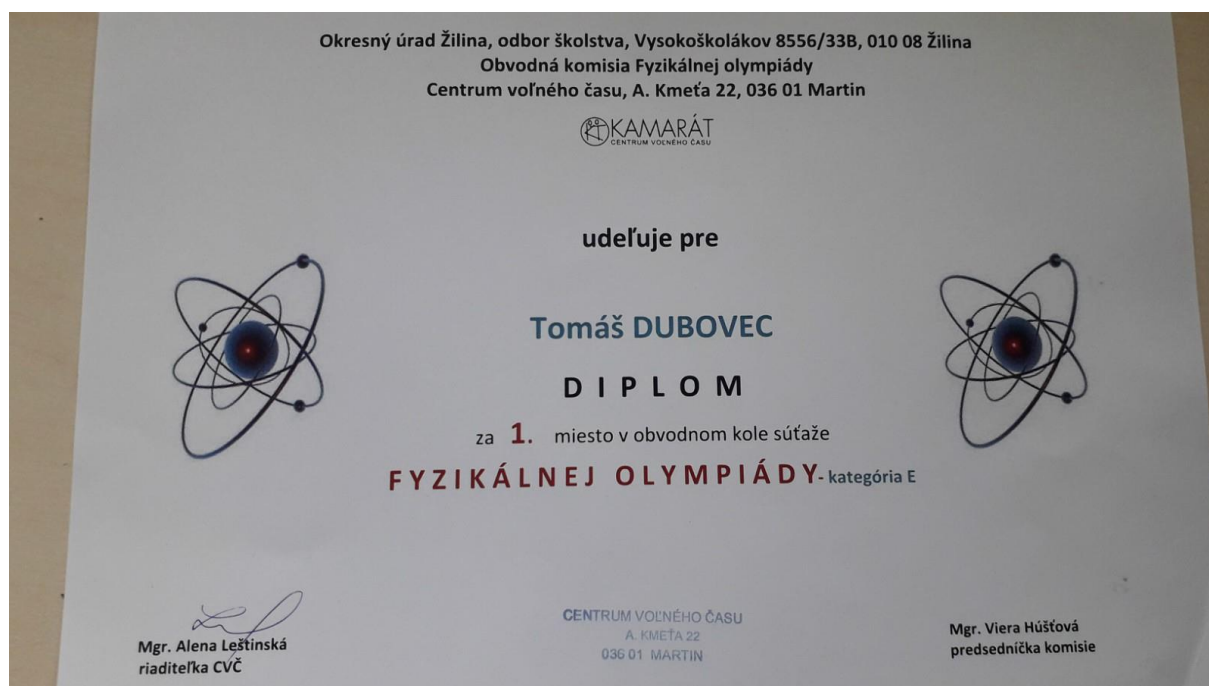 Okresný úrad Žilina, odbor školstva, Vysokoškolákov 8556/33B, 010 08 Žilina
Obvodná komisia Fyzikálnej olympiády
Centrum voľného času, A. Kmeťa 22, 036 01 Martin
KAMARÁT
CENTRUM VOĽNÉHO ČASU
udeľuje pre
Tomáš DUBOVEC
DIPLOM
za 1. miesto v obvodnom kole súťaže
FYZIKÁLNEJ OLYMPIÁDY- kategória E
CENTRUM VOĽNÉHO ČASU
A. KMEŤA 22
036 01 MARTIN
Mgr. Alena Leštinská
riaditeľka CVČ
Mgr. Viera Húšťová
predsedníčka komisie